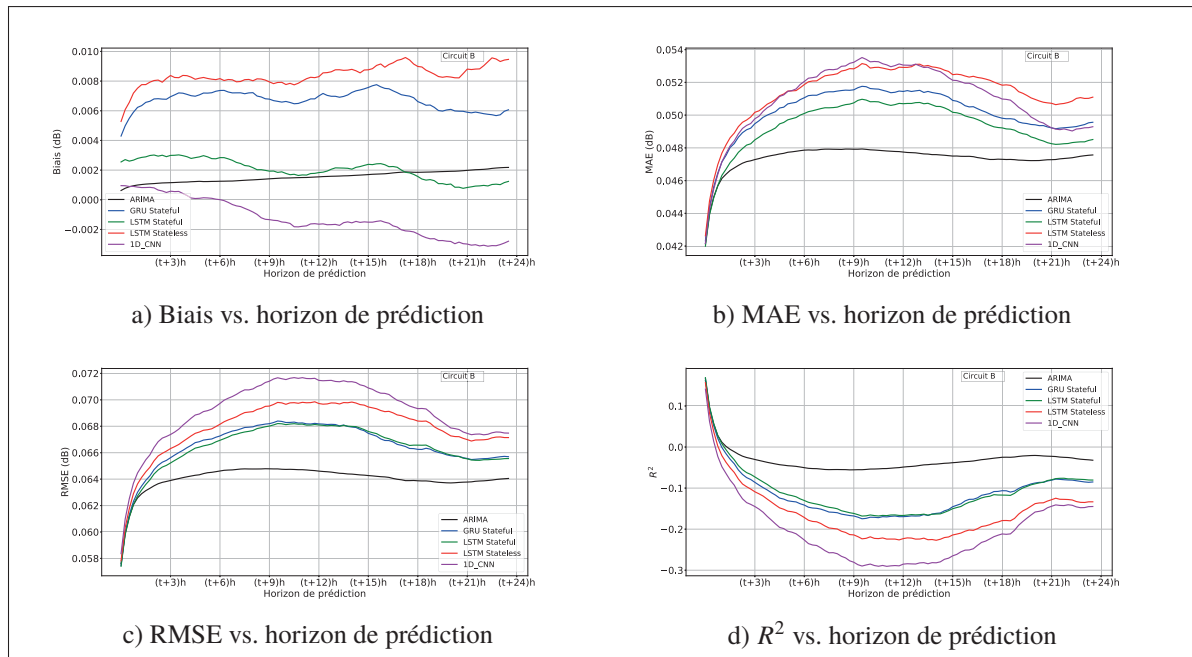 Circuit B
0.010
0.008
0.006
0.004
0.002
0.000
−0.002
Biais (dB)
ARIMA
GRU Stateful
LSTM Stateful
LSTM Stateless
1D_CNN
(t+3)h (t+6)h (t+9)h (t+12)h (t+15)h (t+18)h (t+21)h (t+24)h
Horizon de prédiction
a) Biais vs. horizon de prédiction
Circuit B
0.054
0.052
0.050
0.048
0.046
0.044
0.042
MAE (dB)
ARIMA
GRU Stateful
LSTM Stateful
LSTM Stateless
1D_CNN
(t+3)h (t+6)h (t+9)h (t+12)h (t+15)h (t+18)h (t+21)h (t+24)h
Horizon de prédiction
b) MAE vs. horizon de prédiction
Circuit B
0.072
0.070
0.068
0.066
0.064
0.062
0.060
0.058
RMSE (dB)
ARIMA
GRU Stateful
LSTM Stateful
LSTM Stateless
1D_CNN
(t+3)h (t+6)h (t+9)h (t+12)h (t+15)h (t+18)h (t+21)h (t+24)h
Horizon de prédiction
c) RMSE vs. horizon de prédiction
Circuit B
ARIMA
GRU Stateful
LSTM Stateful
LSTM Stateless
1D_CNN
0.1
0.0
−0.1
−0.2
−0.3
R²
(t+3)h (t+6)h (t+9)h (t+12)h (t+15)h (t+18)h (t+21)h (t+24)h
Horizon de prédiction
d) R² vs. horizon de prédiction